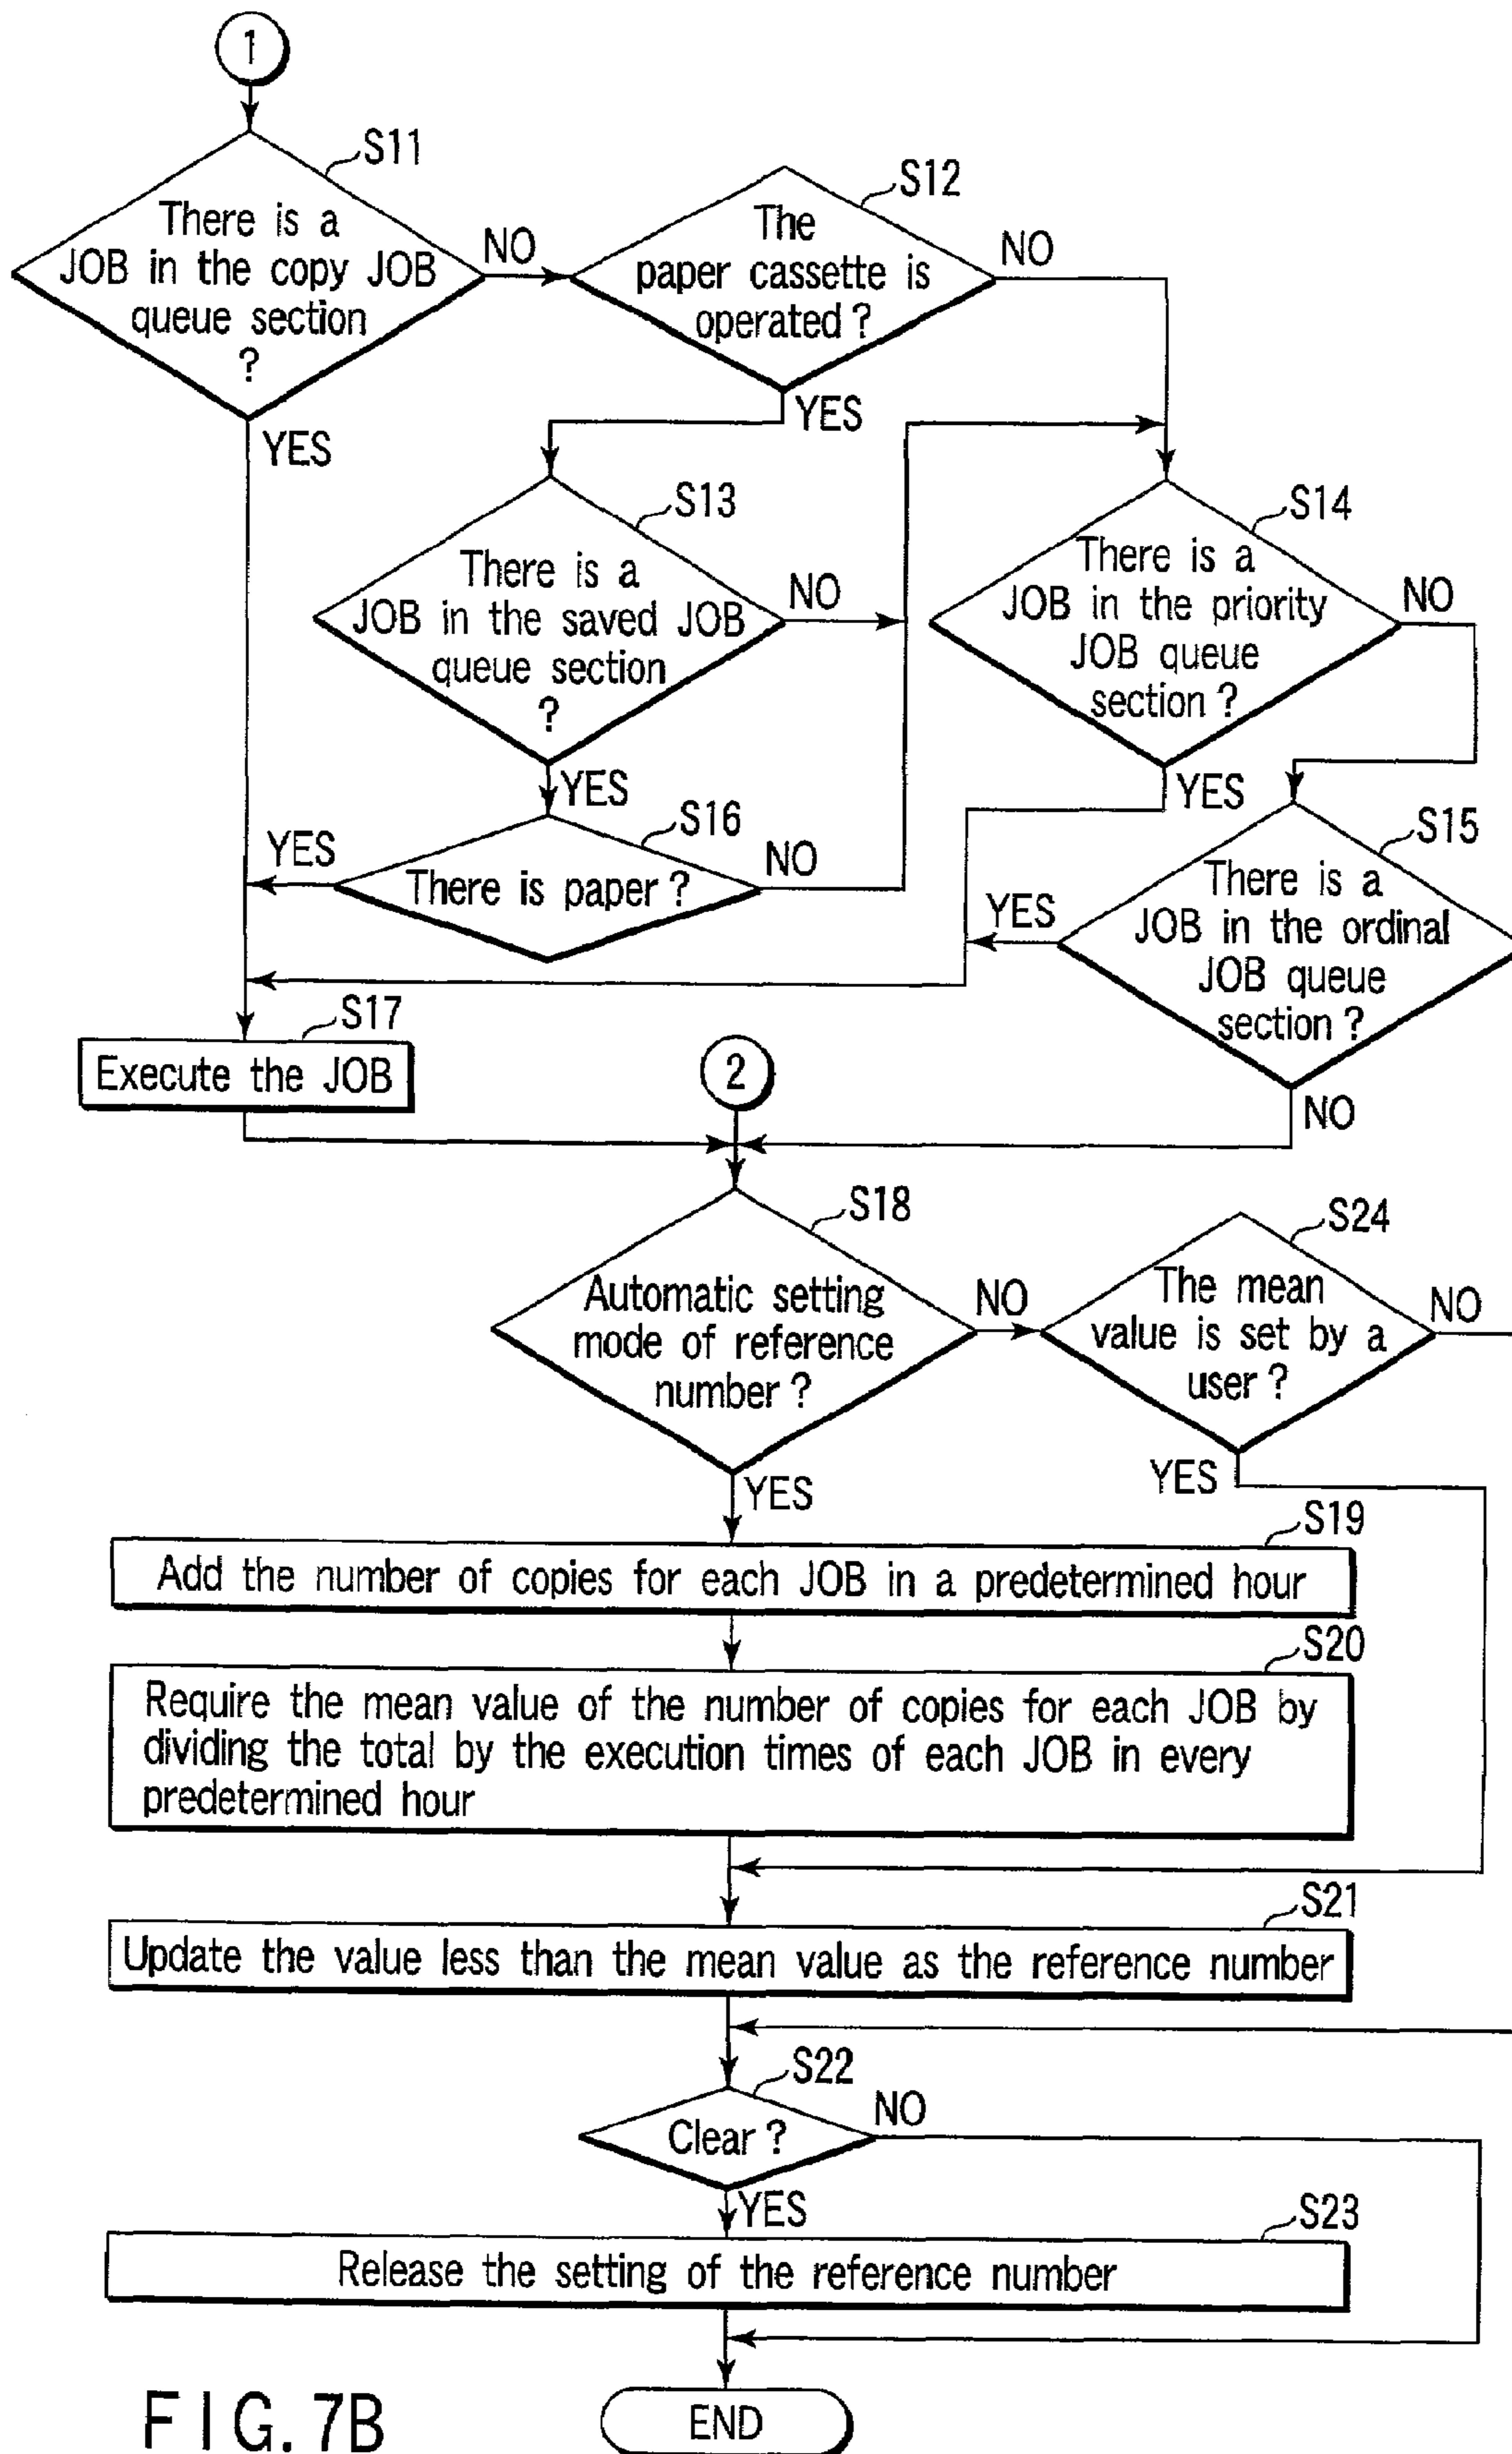 1
S11
There is a
JOB in the copy JOB
queue section
?
NO
YES
S12
The
paper cassette is
operated ?
NO
YES
S13
There is a
JOB in the saved JOB
queue section
?
NO
YES
S14
There is a
JOB in the priority
JOB queue
section ?
NO
YES
S16
There is paper ?
YES
NO
S15
There is a
JOB in the ordinal
JOB queue
section ?
YES
NO
S17
Execute the JOB
2
S18
Automatic setting
mode of reference
number ?
NO
YES
S24
The mean
value is set by a
user ?
NO
YES
S19
Add the number of copies for each JOB in a predetermined hour
S20
Require the mean value of the number of copies for each JOB by
dividing the total by the execution times of each JOB in every
predetermined hour
S21
Update the value less than the mean value as the reference number
S22
Clear ?
NO
YES
S23
Release the setting of the reference number
END
FIG. 7B